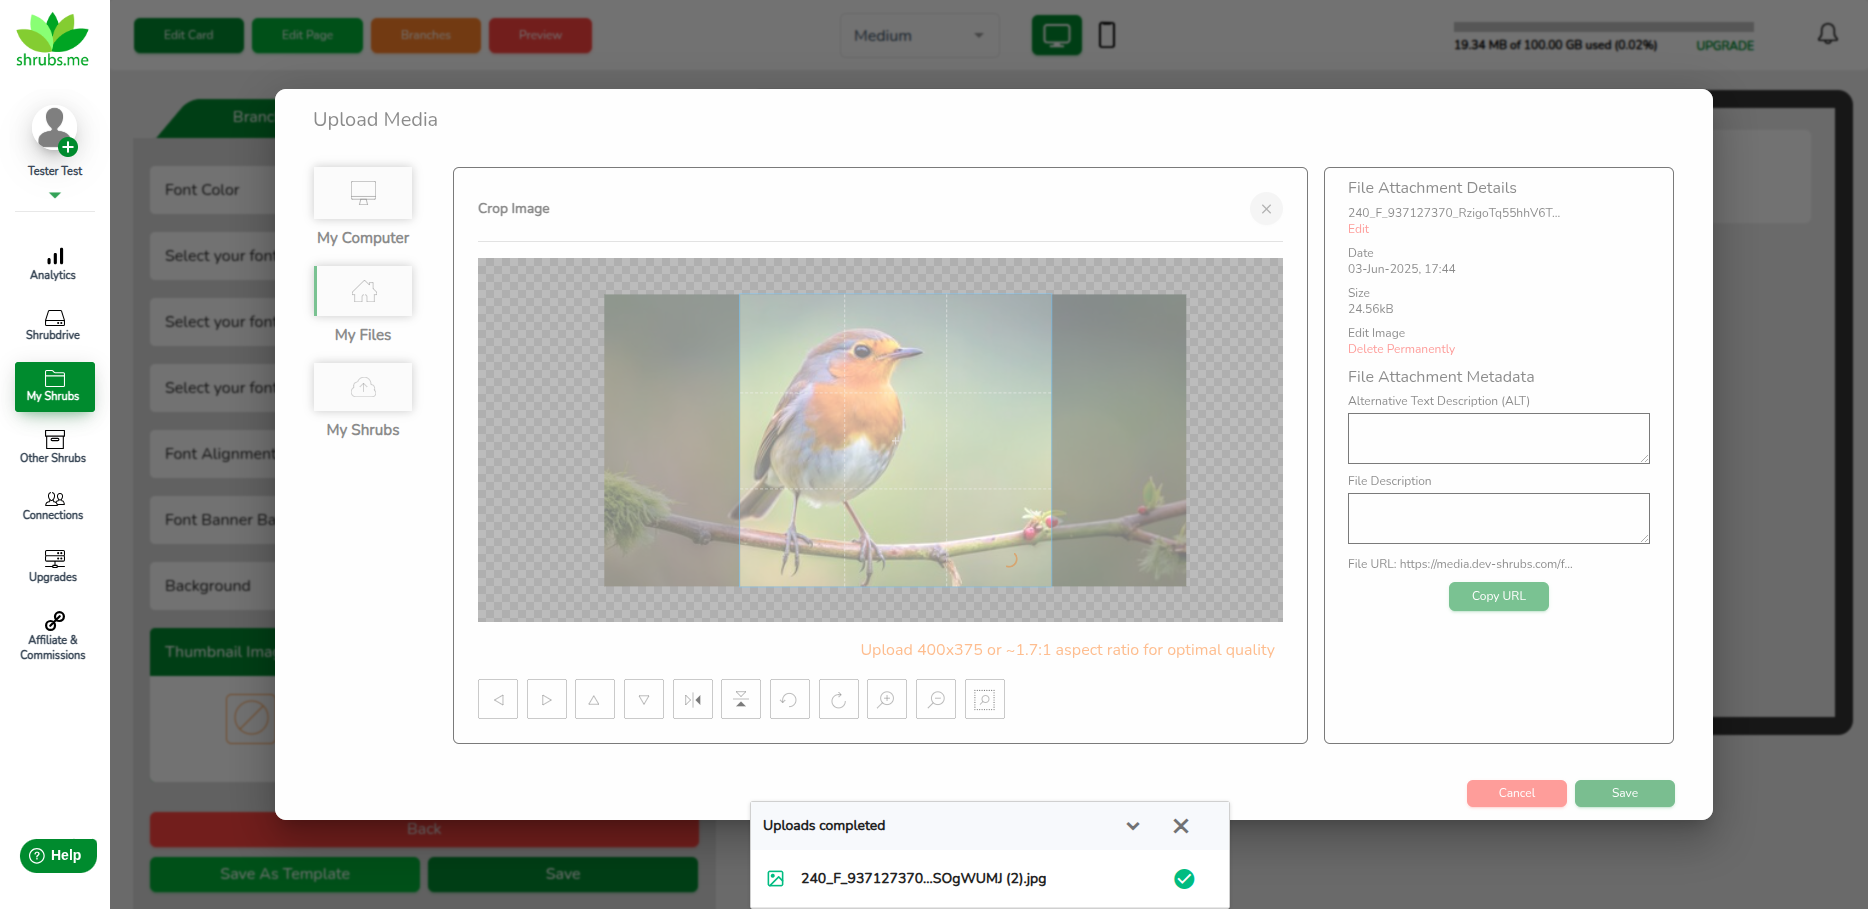 shrubs.me
Edit Card
Edit Page
Branches
Preview
Medium
19.34 MB of 100.00 GB used (0.02%)
UPGRADE
Tester Test
Analytics
Shrubdrive
My Shrubs
Other Shrubs
Connections
Upgrades
Affiliate &
Commissions
Help
Font Color
Select your
Select your
Select your
Font Alignment
Font Banner
Background
Thumbnail
Back
Save As Template
Save
Upload Media
My Computer
My Files
My Shrubs
Crop Image
Upload 400x375 or ~1.7:1 aspect ratio for optimal quality
File Attachment Details
240_F_937127370_RzigoTq55hhV6T...
Edit
Date
03-Jun-2025, 17:44
Size
24.56kB
Edit Image
Delete Permanently
File Attachment Metadata
Alternative Text Description (ALT)
File Description
File URL: https://media.dev-shrubs.com/f...
Copy URL
Cancel
Save
Uploads completed
240_F_937127370...SOgWUMJ (2).jpg